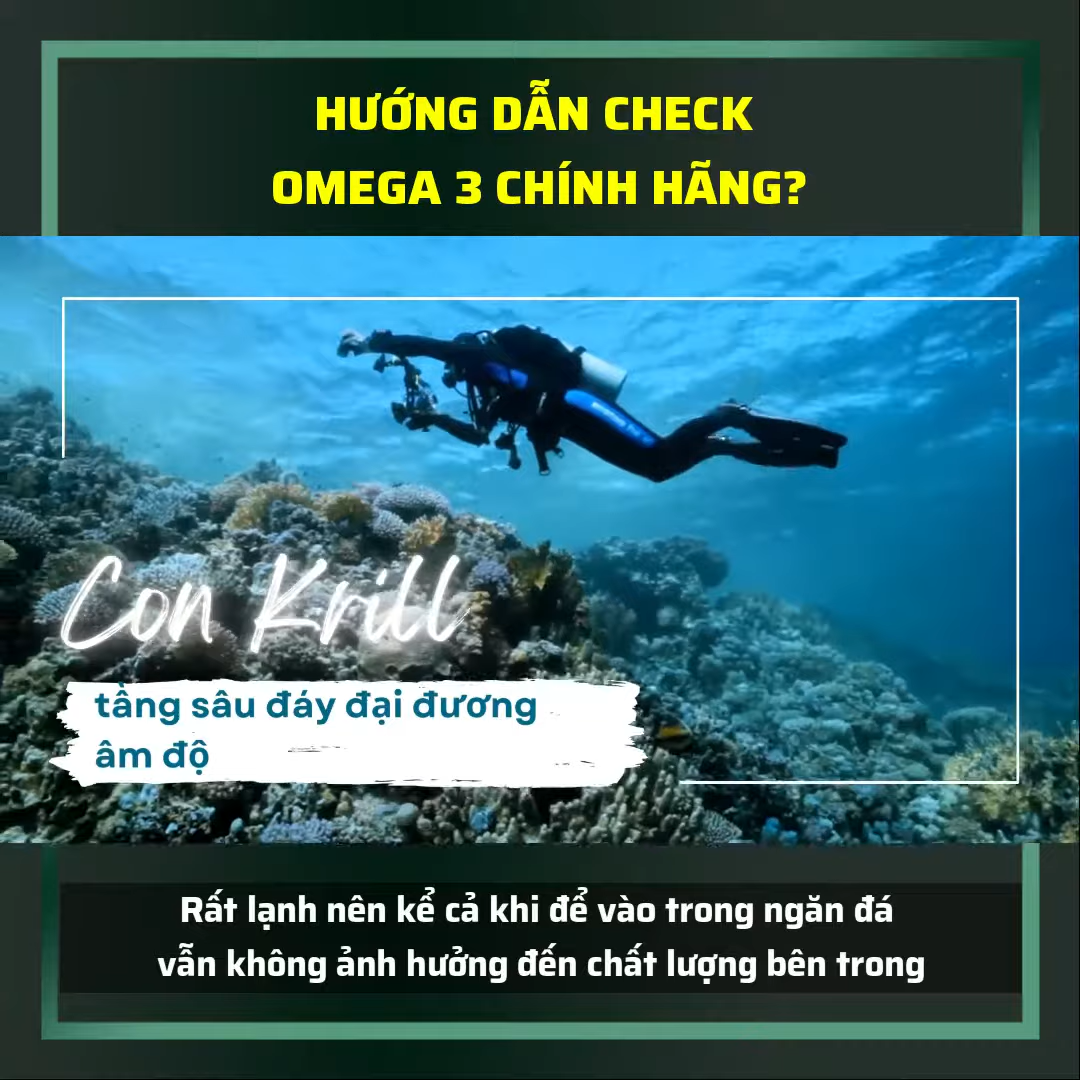 HƯỚNG DẪN CHECK
OMEGA 3 CHÍNH HÃNG?
Con Krill
tầng sâu đáy đại đương
âm độ
Rất lạnh nên kể cả khi để vào trong ngăn đá
vẫn không ảnh hưởng đến chất lượng bên trong